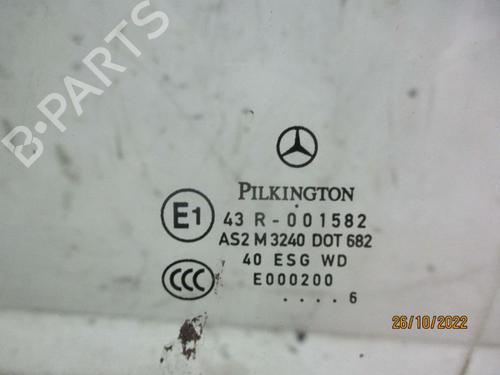 B-PARTS
PILKINGTON
E1
43 R-001582
AS2 M3240 DOT 682
CCC
40 ESG WD
E000200
.... 6
26/10/2022